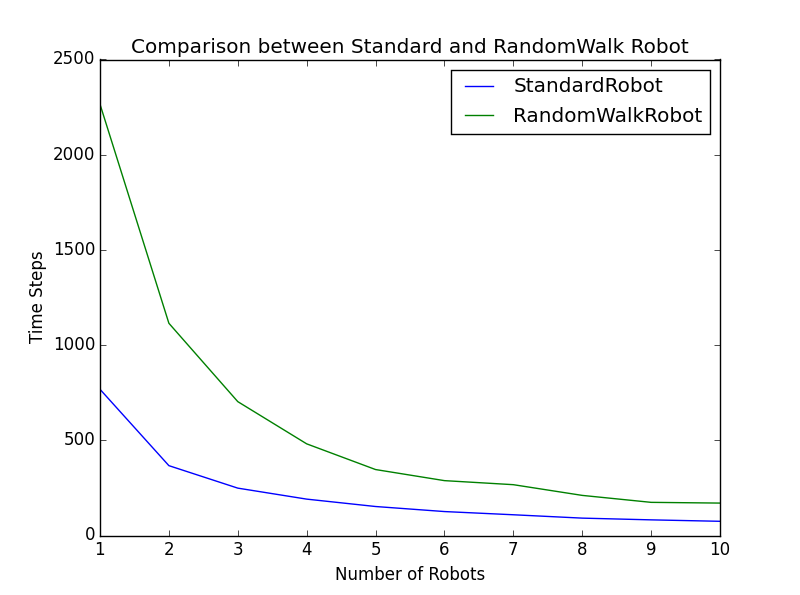 Comparison between Standard and RandomWalk Robot
StandardRobot
RandomWalkRobot
2500
2000
1500
1000
500
0
Time Steps
1 2 3 4 5 6 7 8 9 10
Number of Robots